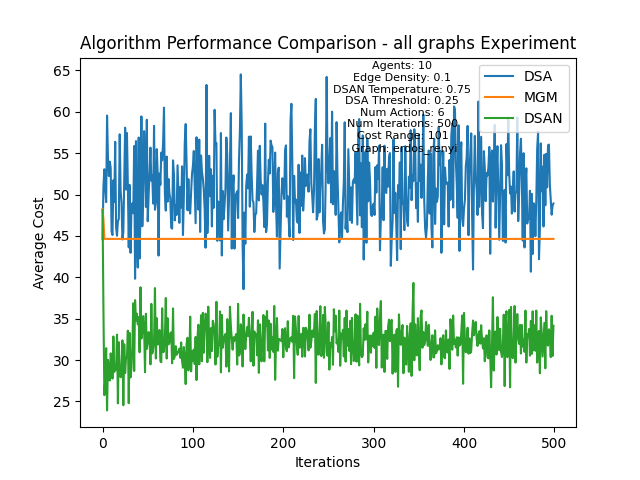 Algorithm Performance Comparison - all graphs Experiment
Agents: 10
Edge Density: 0.1
DSAN Temperature: 0.75
DSA Threshold: 0.25
Num Actions: 6
Num Iterations: 500
Cost Range: 101
Graph: erdos_renyi
DSA
MGM
DSAN
Average Cost
65
60
55
50
45
40
35
30
25
0
100
200
300
400
500
Iterations